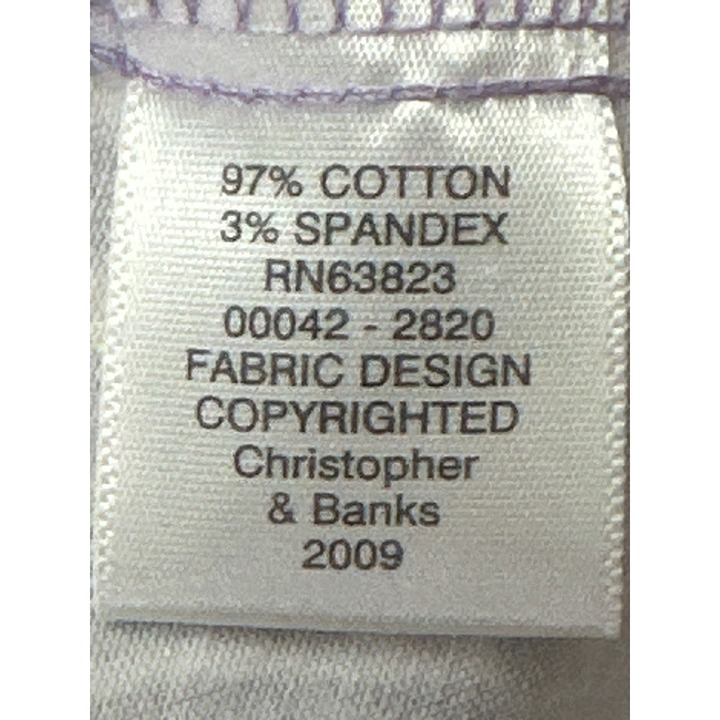 97% COTTON
3% SPANDEX
RN63823
00042 - 2820
FABRIC DESIGN
COPYRIGHTED
Christopher
& Banks
2009